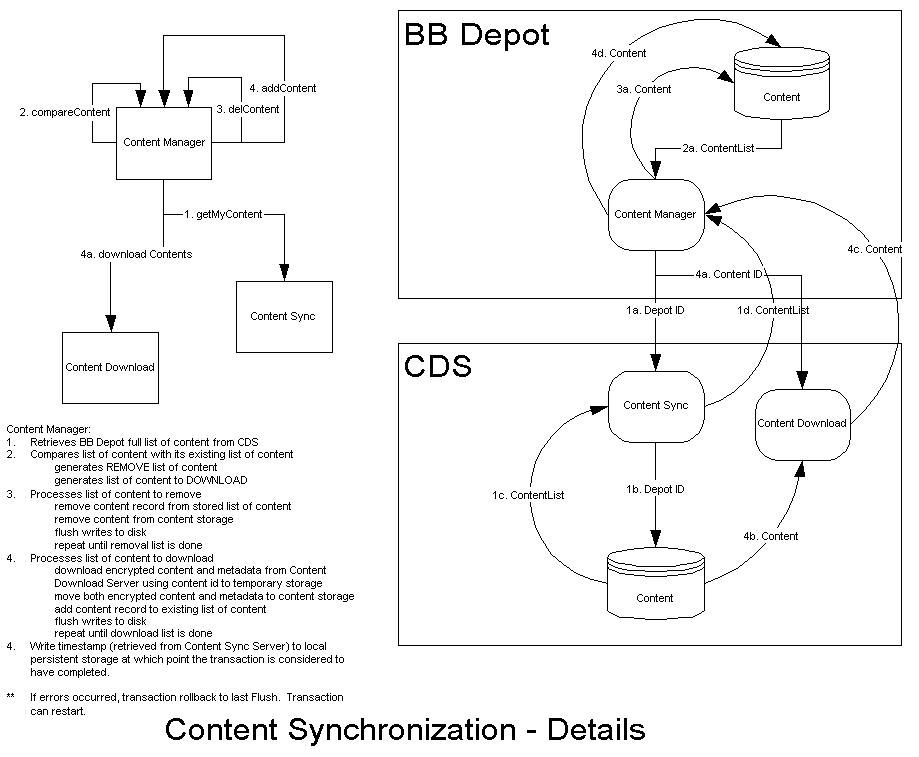 BB Depot
4d. Content
3a. Content
Content
2a. ContentList
Content Manager
4a. Content ID
4c. Content
1a. Depot ID
1d. ContentList
4. addContent
3. delContent
2. compareContent
Content Manager
1. getMyContent
4a. download Contents
Content Sync
Content Download
CDS
Content Sync
Content Download
1c. ContentList
1b. Depot ID
4b. Content
Content
Content Manager:
1. Retrieves BB Depot full list of content from CDS
2. Compares list of content with its existing list of content
generates REMOVE list of content
generates list of content to DOWNLOAD
3. Processes list of content to remove
remove content record from stored list of content
remove content from content storage
flush writes to disk
repeat until removal list is done
4. Processes list of content to download
download encrypted content and metadata from Content
Download Server using content id to temporary storage
move both encrypted content and metadata to content storage
add content record to existing list of content
flush writes to disk
repeat until download list is done
4. Write timestamp (retrieved from Content Sync Server) to local
persistent storage at which point the transaction is considered to
have completed.
** If errors occurred, transaction rollback to last Flush. Transaction
can restart.
Content Synchronization - Details